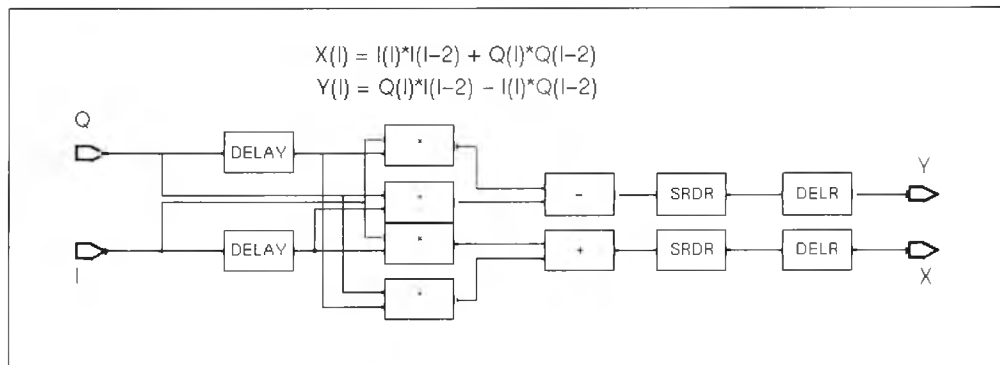 X(I) = I(I)*I(I-2) + Q(I)*Q(I-2)
Y(I) = Q(I)*I(I-2) - I(I)*Q(I-2)
Q
DELAY
*
Y
*
-
SRDR
DELR
I
DELAY
*
+
SRDR
DELR
X
*